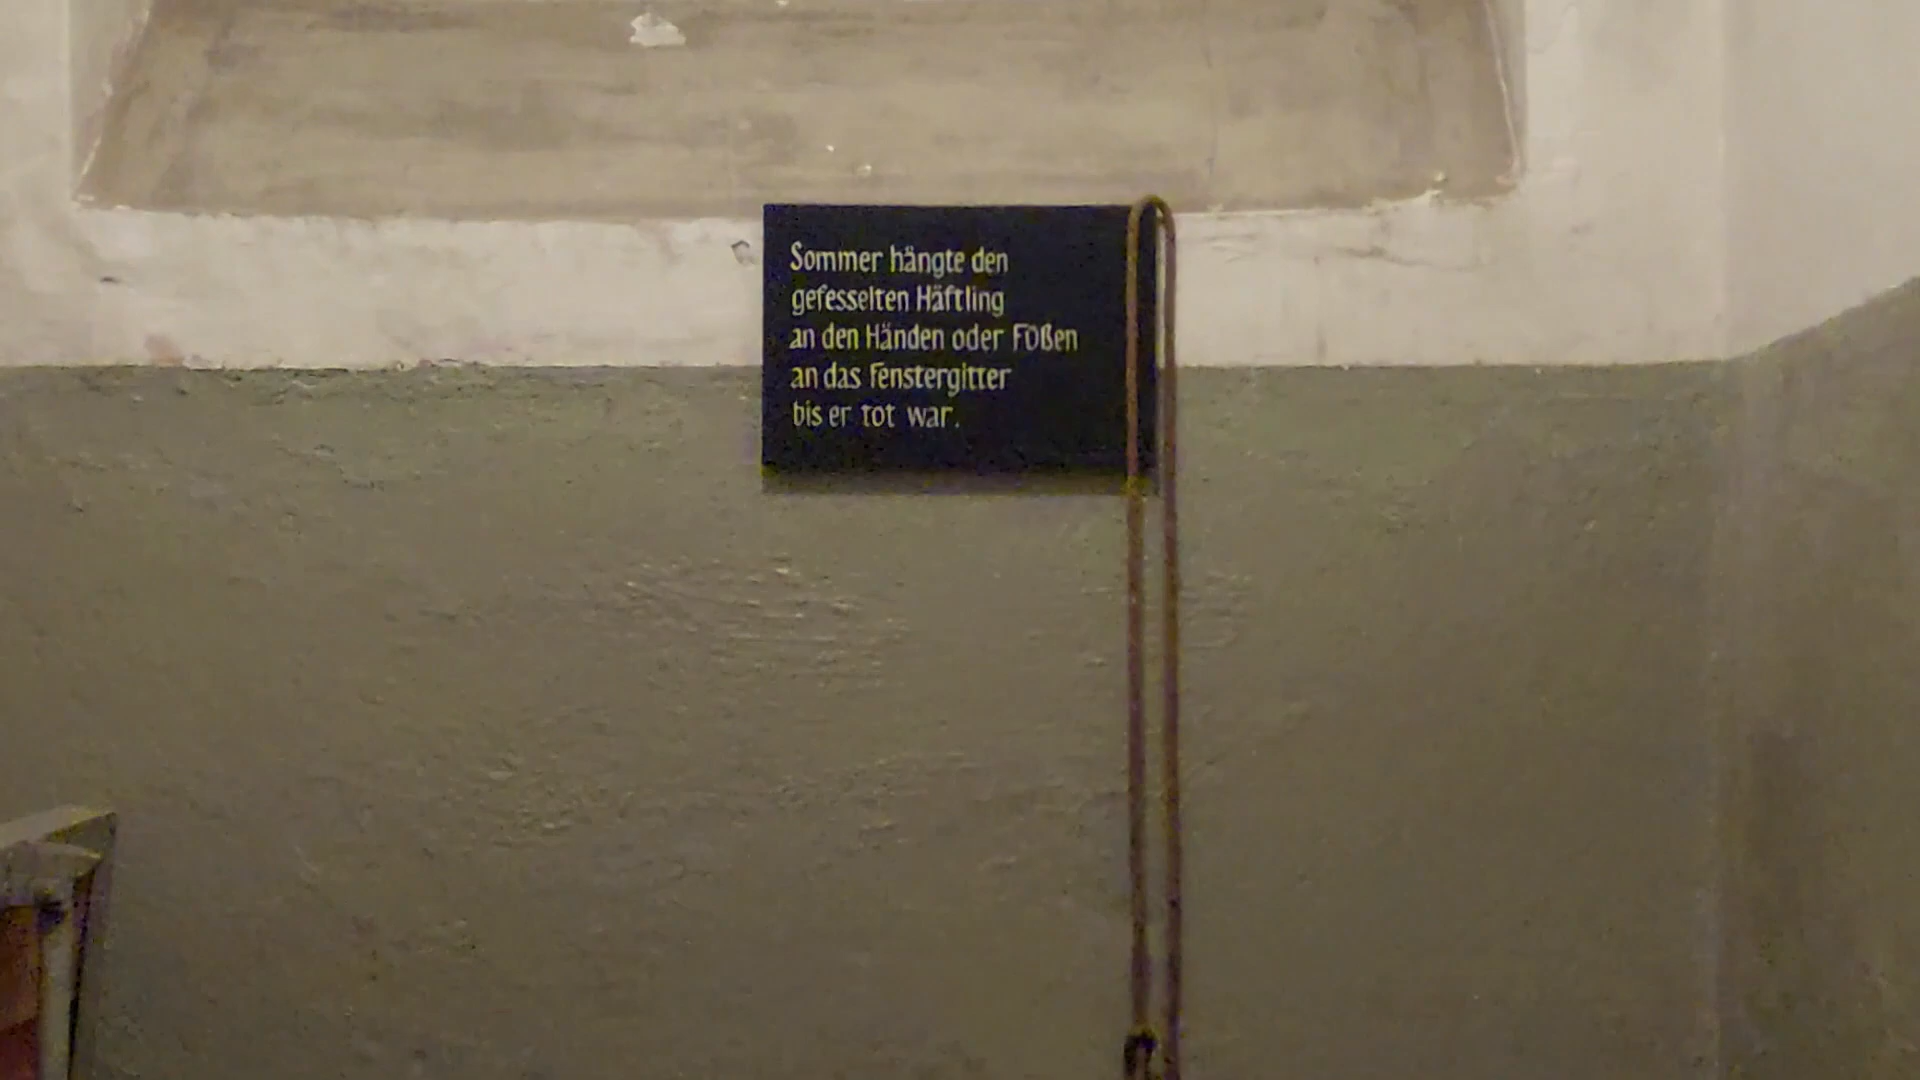 Sommer hängte den
gefesselten Häftling
an den Händen oder Füßen
an das Fenstergitter
bis er tot war.